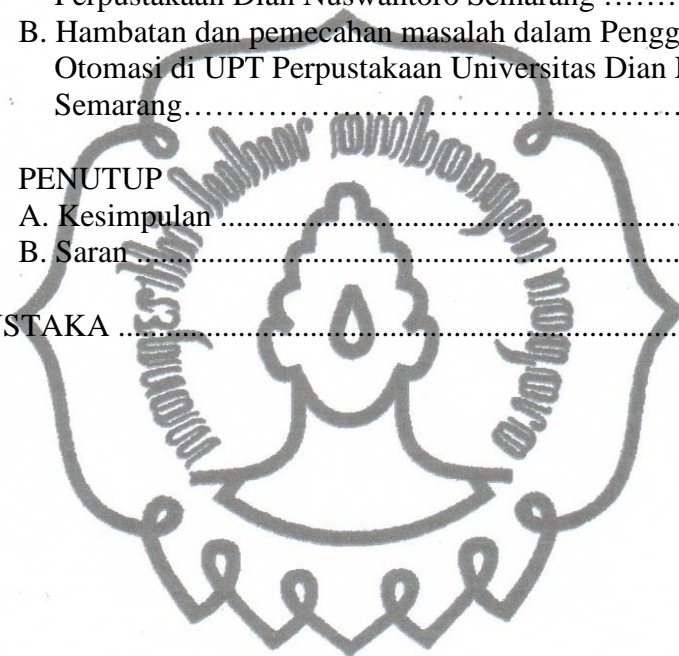 Perpustakaan Dian Nuswantoro Semarang ………
B. Hambatan dan pemecahan masalah dalam Pengg
Otomasi di UPT Perpustakaan Universitas Dian N
Semarang……………………………………………
PENUTUP
A. Kesimpulan ..............................................................
B. Saran .........................................................................
USTAKA ...........................................................................